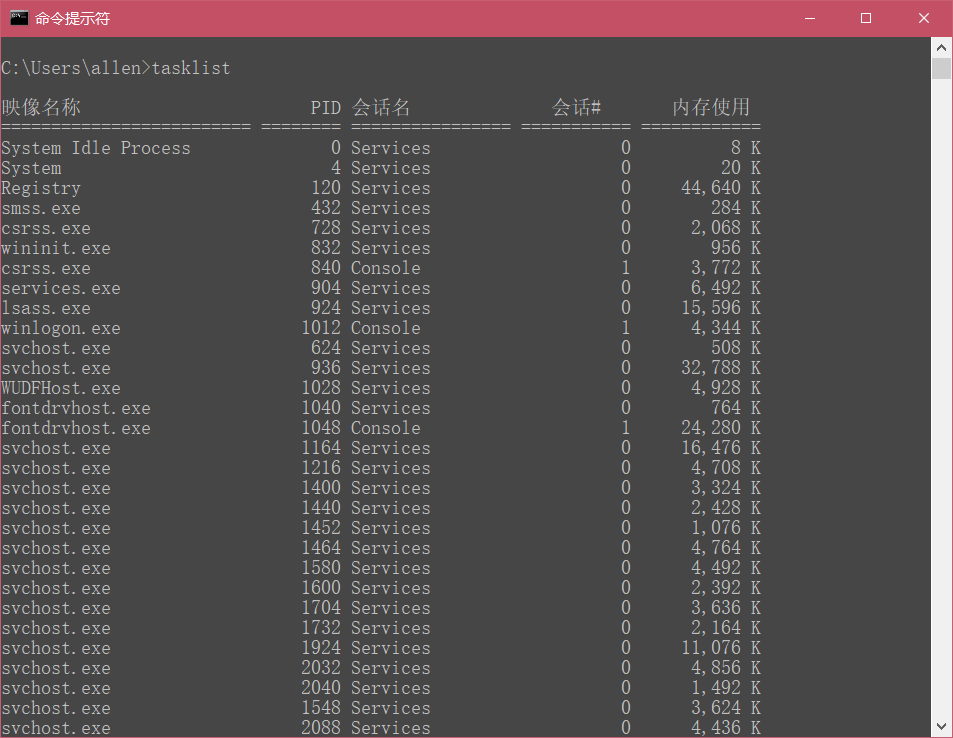 命令提示符
C:\Users\allen>tasklist
映像名称                       PID 会话名              会话#       内存使用
========================= ======== ================ =========== ============
System Idle Process              0 Services                   0          8 K
System                           4 Services                   0         20 K
Registry                       120 Services                   0     44,640 K
smss.exe                       432 Services                   0        284 K
csrss.exe                      728 Services                   0      2,068 K
wininit.exe                    832 Services                   0        956 K
csrss.exe                      840 Console                    1      3,772 K
services.exe                   904 Services                   0      6,492 K
lsass.exe                      924 Services                   0     15,596 K
winlogon.exe                  1012 Console                    1      4,344 K
svchost.exe                    624 Services                   0        508 K
svchost.exe                    936 Services                   0     32,788 K
WUDFHost.exe                  1028 Services                   0      4,928 K
fontdrvhost.exe               1040 Services                   0        764 K
fontdrvhost.exe               1048 Console                    1     24,280 K
svchost.exe                   1164 Services                   0     16,476 K
svchost.exe                   1216 Services                   0      4,708 K
svchost.exe                   1400 Services                   0      3,324 K
svchost.exe                   1440 Services                   0      2,428 K
svchost.exe                   1452 Services                   0      1,076 K
svchost.exe                   1464 Services                   0      4,764 K
svchost.exe                   1580 Services                   0      4,492 K
svchost.exe                   1600 Services                   0      2,392 K
svchost.exe                   1704 Services                   0      3,636 K
svchost.exe                   1732 Services                   0      2,164 K
svchost.exe                   1924 Services                   0     11,076 K
svchost.exe                   2032 Services                   0      4,856 K
svchost.exe                   2040 Services                   0      1,492 K
svchost.exe                   1548 Services                   0      3,624 K
svchost.exe                   2088 Services                   0      4,436 K